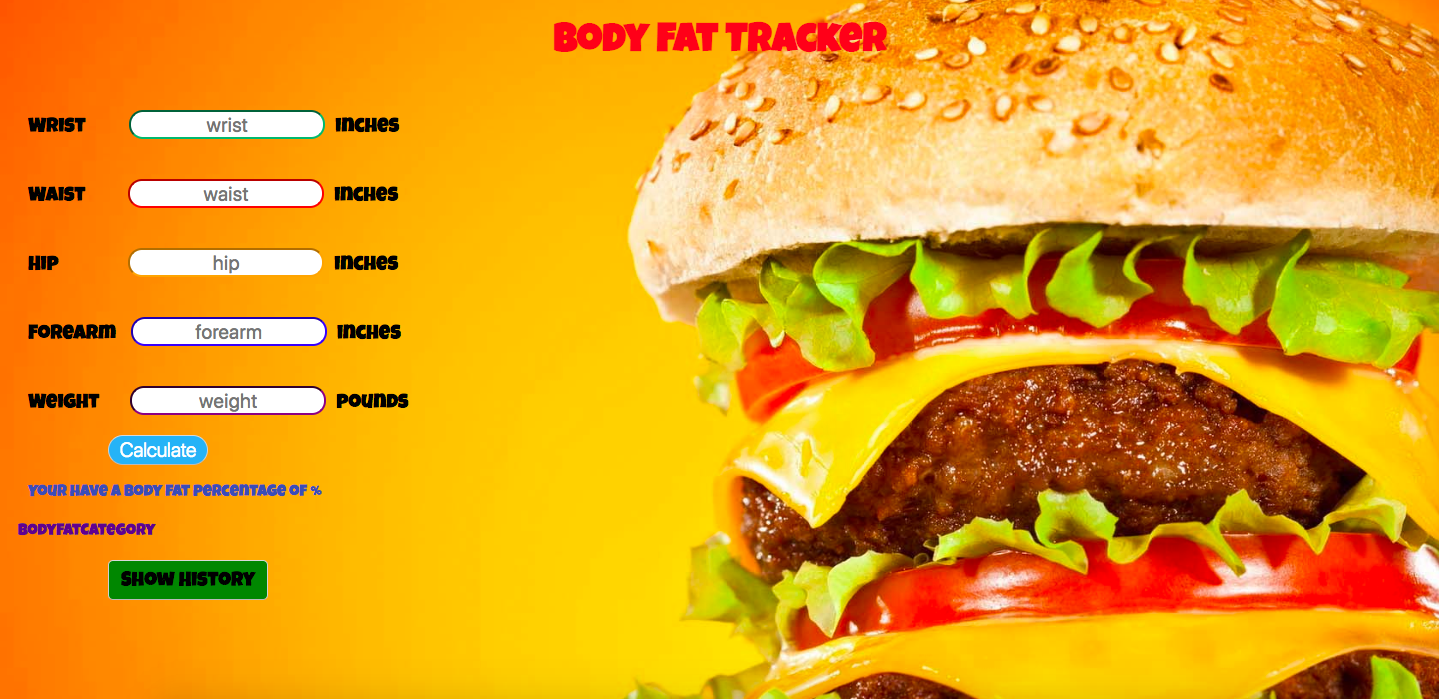 BODY FAT TRACKER
WRIST wrist INCHES
WAIST waist INCHES
HIP hip INCHES
FOREARM forearm INCHES
WEIGHT weight POUNDS
Calculate
YOUR HAVE A BODY FAT PERCENTAGE OF %
BODYFATCATEGORY
SHOW HISTORY